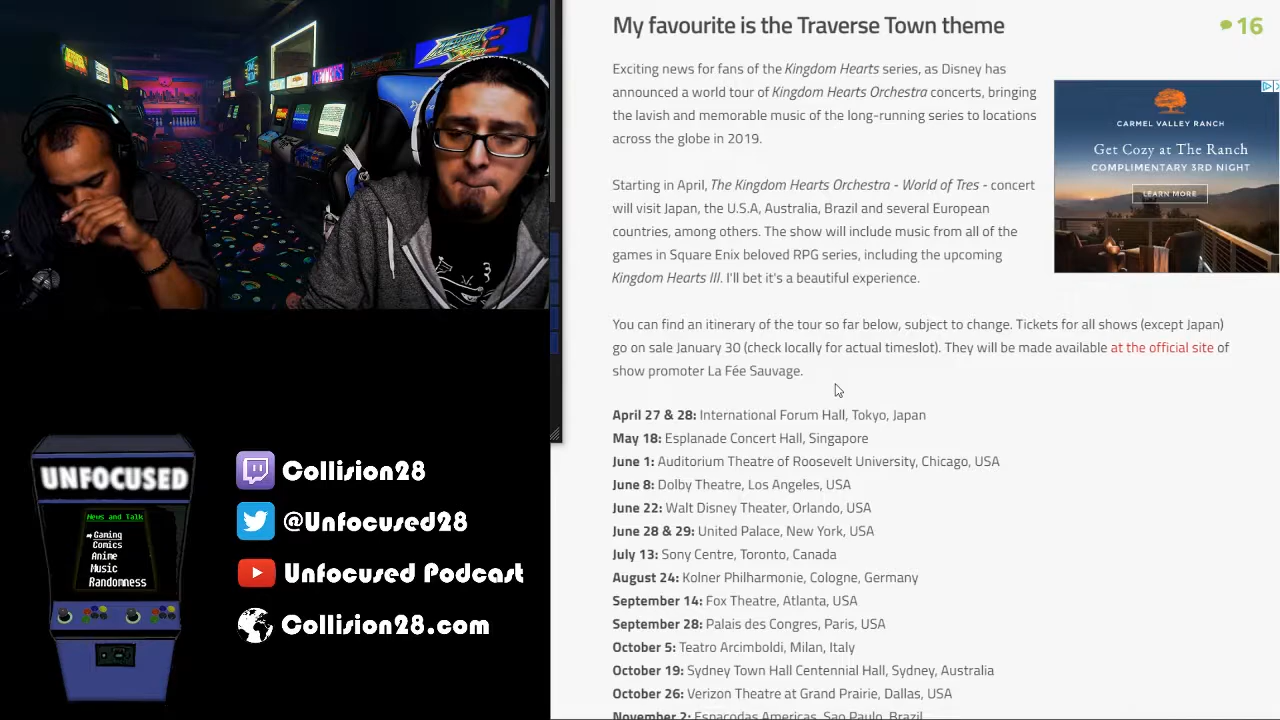 My favourite is the Traverse Town theme
16
Exciting news for fans of the Kingdom Hearts series, as Disney has
announced a world tour of Kingdom Hearts Orchestra concerts, bringing
the lavish and memorable music of the long-running series to locations
across the globe in 2019.
Starting in April, The Kingdom Hearts Orchestra - World of Tres - concert
will visit Japan, the U.S.A, Australia, Brazil and several European
countries, among others. The show will include music from all of the
games in Square Enix beloved RPG series, including the upcoming
Kingdom Hearts III. I'll bet it's a beautiful experience.
CARMEL VALLEY RANCH
Get Cozy at The Ranch
COMPLIMENTARY 3RD NIGHT
LEARN MORE
You can find an itinerary of the tour so far below, subject to change. Tickets for all shows (except Japan)
go on sale January 30 (check locally for actual timeslot). They will be made available at the official site of
show promoter La Fée Sauvage.
April 27 & 28: International Forum Hall, Tokyo, Japan
May 18: Esplanade Concert Hall, Singapore
June 1: Auditorium Theatre of Roosevelt University, Chicago, USA
June 8: Dolby Theatre, Los Angeles, USA
June 22: Walt Disney Theater, Orlando, USA
June 28 & 29: United Palace, New York, USA
July 13: Sony Centre, Toronto, Canada
August 24: Kolner Philharmonie, Cologne, Germany
September 14: Fox Theatre, Atlanta, USA
September 28: Palais des Congres, Paris, USA
October 5: Teatro Arcimboldi, Milan, Italy
October 19: Sydney Town Hall Centennial Hall, Sydney, Australia
October 26: Verizon Theatre at Grand Prairie, Dallas, USA
November 2: Espacodas Americas, Sao Paulo, Brazil
UNFOCUSED
News and Talk
Gaming
Comics
Anime
Music
Randomness
Collision28
@Unfocused28
Unfocused Podcast
Collision28.com